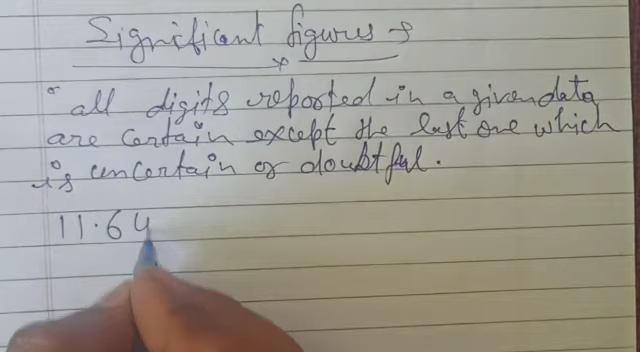 Significant figures →
all digits reported in a given data
are certain except the last one which
is uncertain or doubtful.
11.64